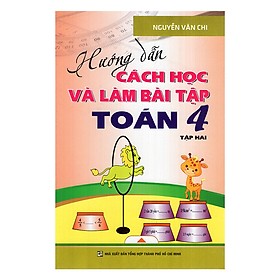 NGUYỄN VĂN CHI
Hướng dẫn
CÁCH HỌC
VÀ LÀM BÀI TẬP
TOÁN 4
TẬP HAI
NHÀ XUẤT BẢN TỔNG HỢP THÀNH PHỐ HỒ CHÍ MINH